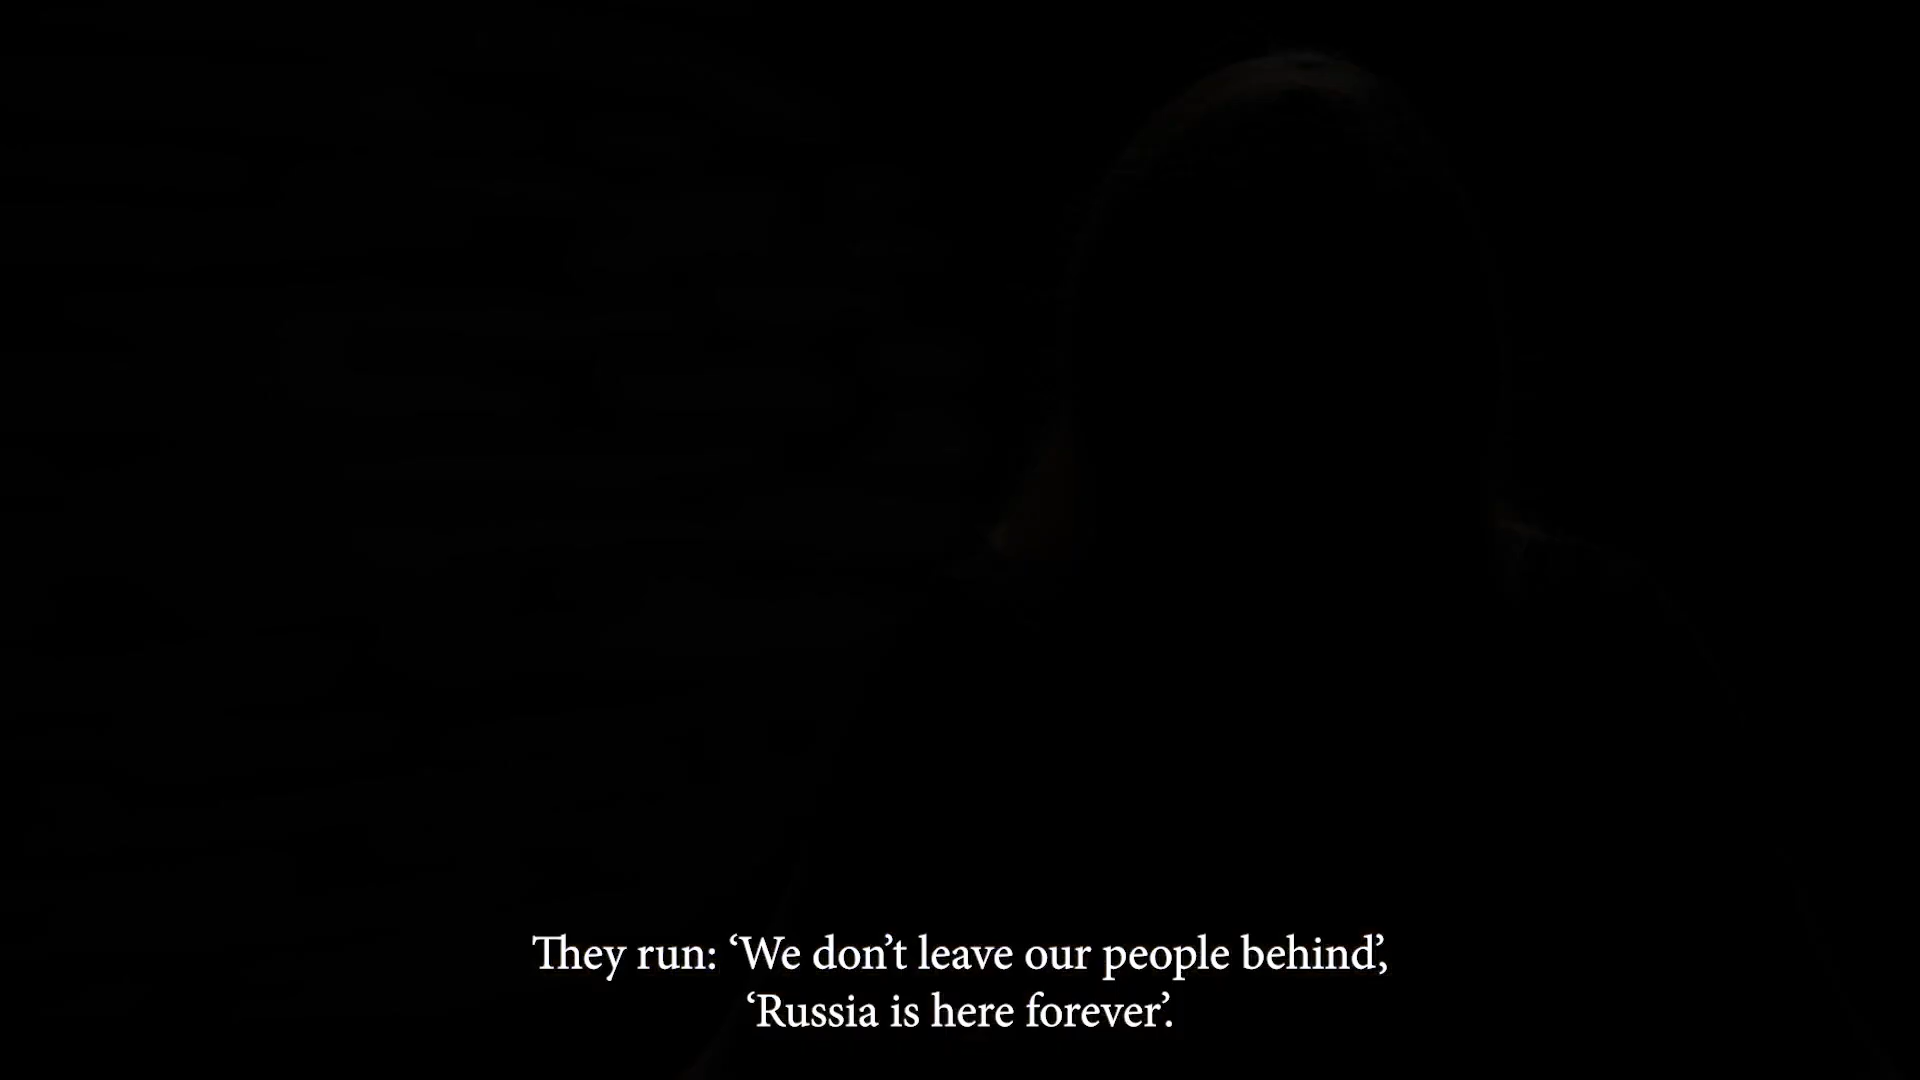 They run: ‘We don’t leave our people behind’,
‘Russia is here forever’.